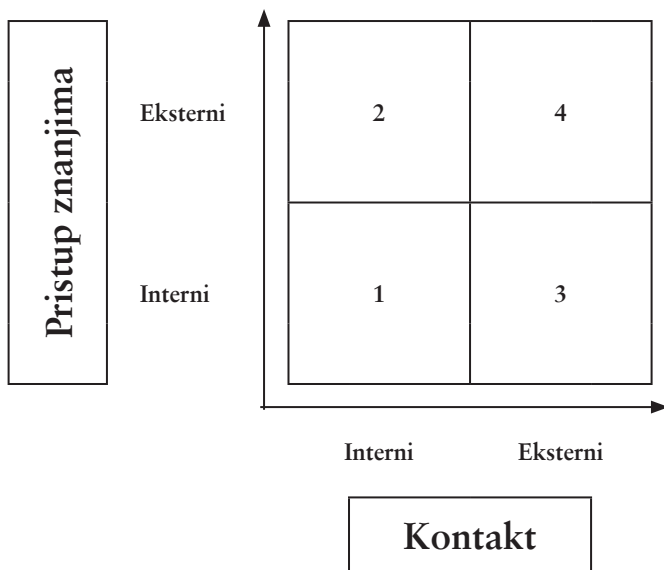 Pristup znanjima
Eksterni
2
4
Interni
1
3
Interni
Eksterni
Kontakt